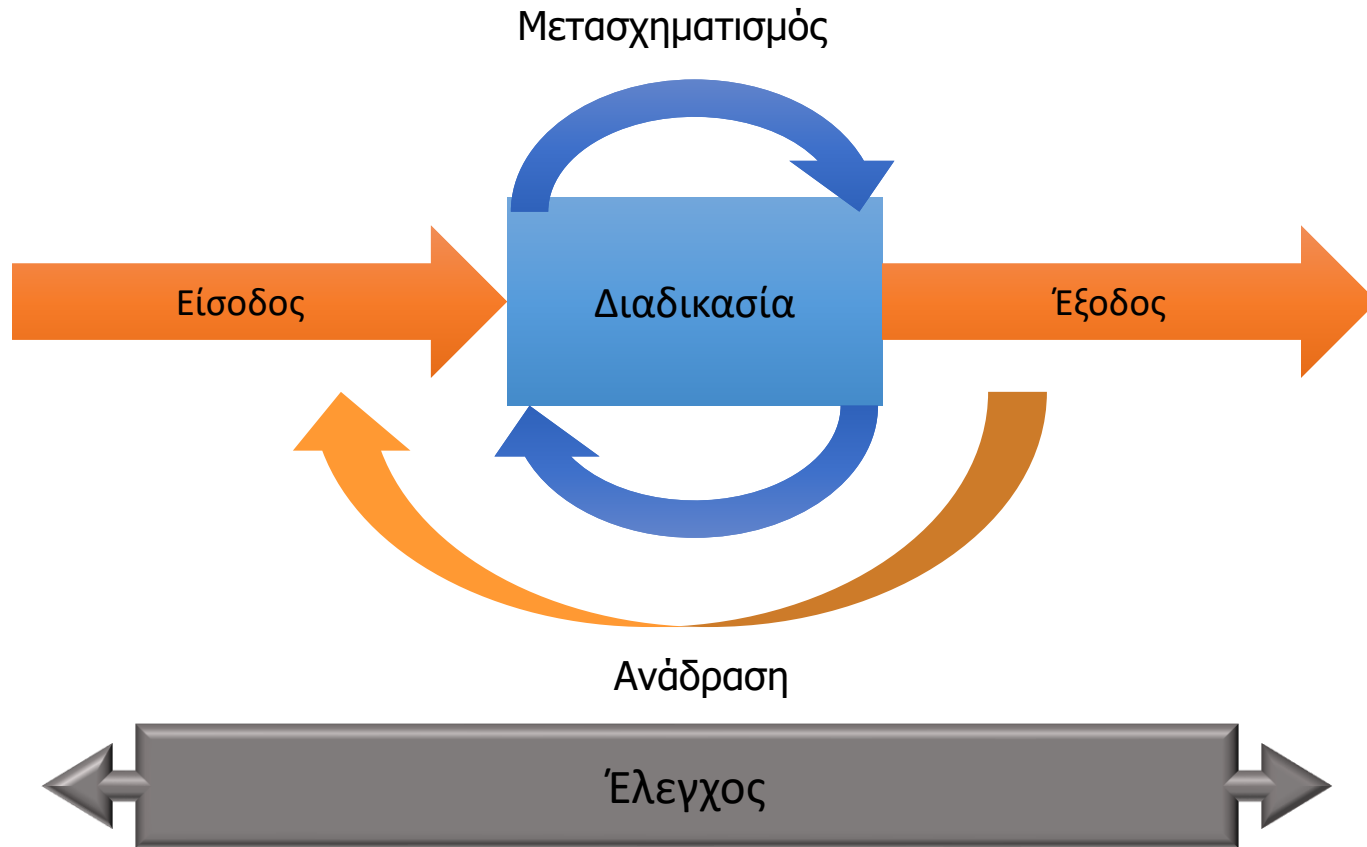 Μετασχηματισμός
Είσοδος
Διαδικασία
Έξοδος
Ανάδραση
Έλεγχος